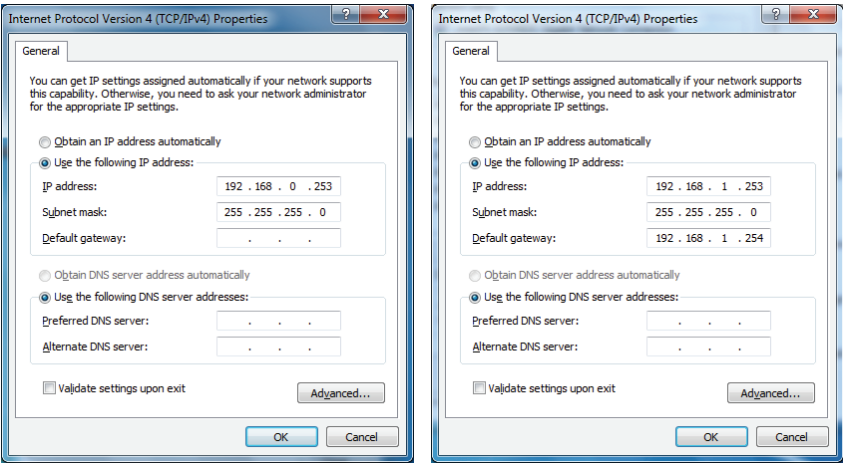 Internet Protocol Version 4 (TCP/IPv4) Properties
General
You can get IP settings assigned automatically if your network supports
this capability. Otherwise, you need to ask your network administrator
for the appropriate IP settings.
Obtain an IP address automatically
Use the following IP address:
IP address: 192 . 168 . 0 . 253
Subnet mask: 255 . 255 . 255 . 0
Default gateway: . . .
Obtain DNS server address automatically
Use the following DNS server addresses:
Preferred DNS server: . . .
Alternate DNS server: . . .
Validate settings upon exit
Advanced...
OK Cancel
Internet Protocol Version 4 (TCP/IPv4) Properties
General
You can get IP settings assigned automatically if your network supports
this capability. Otherwise, you need to ask your network administrator
for the appropriate IP settings.
Obtain an IP address automatically
Use the following IP address:
IP address: 192 . 168 . 1 . 253
Subnet mask: 255 . 255 . 255 . 0
Default gateway: 192 . 168 . 1 . 254
Obtain DNS server address automatically
Use the following DNS server addresses:
Preferred DNS server: . . .
Alternate DNS server: . . .
Validate settings upon exit
Advanced...
OK Cancel